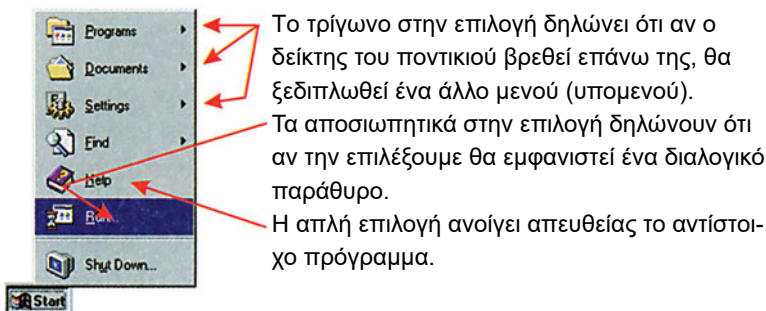 Programs
Documents
Settings
Find
Help
Run...
Shut Down...
Start
Το τρίγωνο στην επιλογή δηλώνει ότι αν ο
δείκτης του ποντικιού βρεθεί επάνω της, θα
ξεδιπλωθεί ένα άλλο μενού (υπομενού).
Τα αποσιωπητικά στην επιλογή δηλώνουν ότι
αν την επιλέξουμε θα εμφανιστεί ένα διαλογικό
παράθυρο.
Η απλή επιλογή ανοίγει απευθείας το αντίστοι-
χο πρόγραμμα.